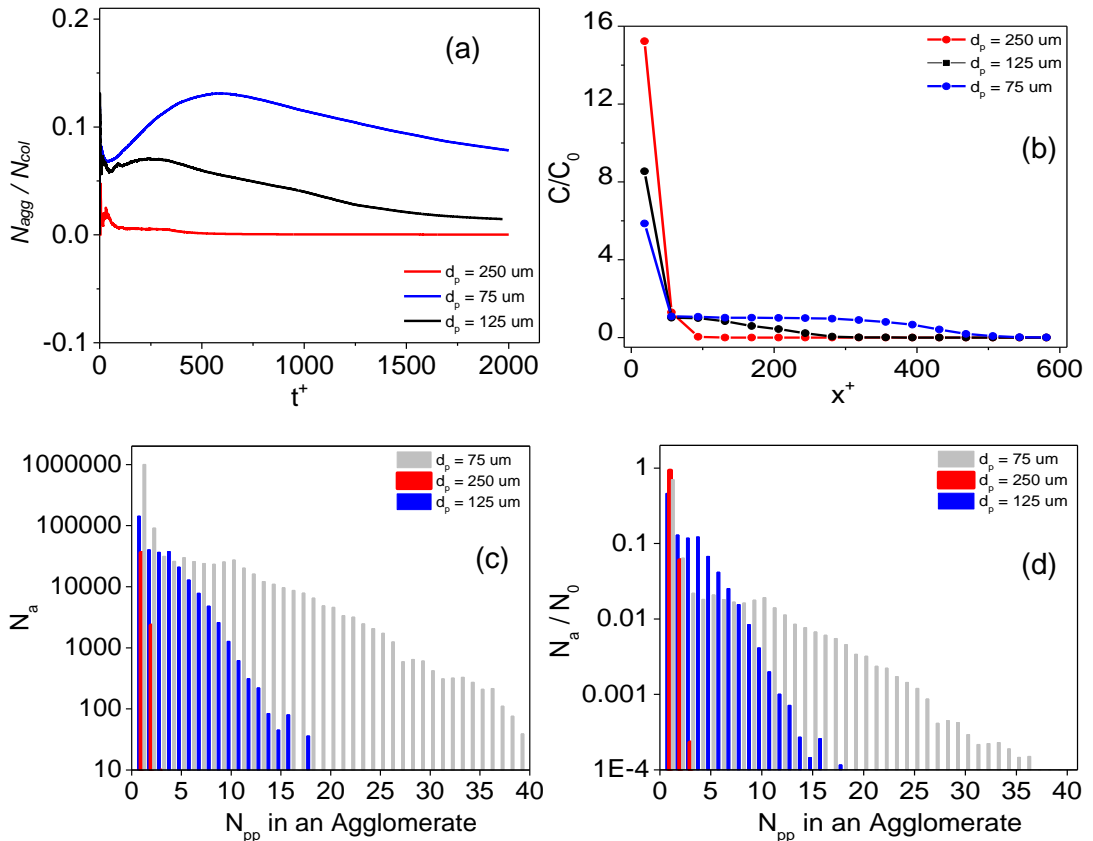 (a)
0.2
0.1
0.0
-0.1
N_agg / N_col
0 500 1000 1500 2000
t^+
d_p = 250 um
d_p = 75 um
d_p = 125 um
(b)
16
12
8
4
0
C/C_0
0 200 400 600
x^+
d_p = 250 um
d_p = 125 um
d_p = 75 um
(c)
1000000
100000
10000
1000
100
10
N_a
0 5 10 15 20 25 30 35 40
N_pp in an Agglomerate
d_p = 75 um
d_p = 250 um
d_p = 125 um
(d)
1
0.1
0.01
0.001
1E-4
N_a / N_0
0 5 10 15 20 25 30 35 40
N_pp in an Agglomerate
d_p = 75 um
d_p = 250 um
d_p = 125 um